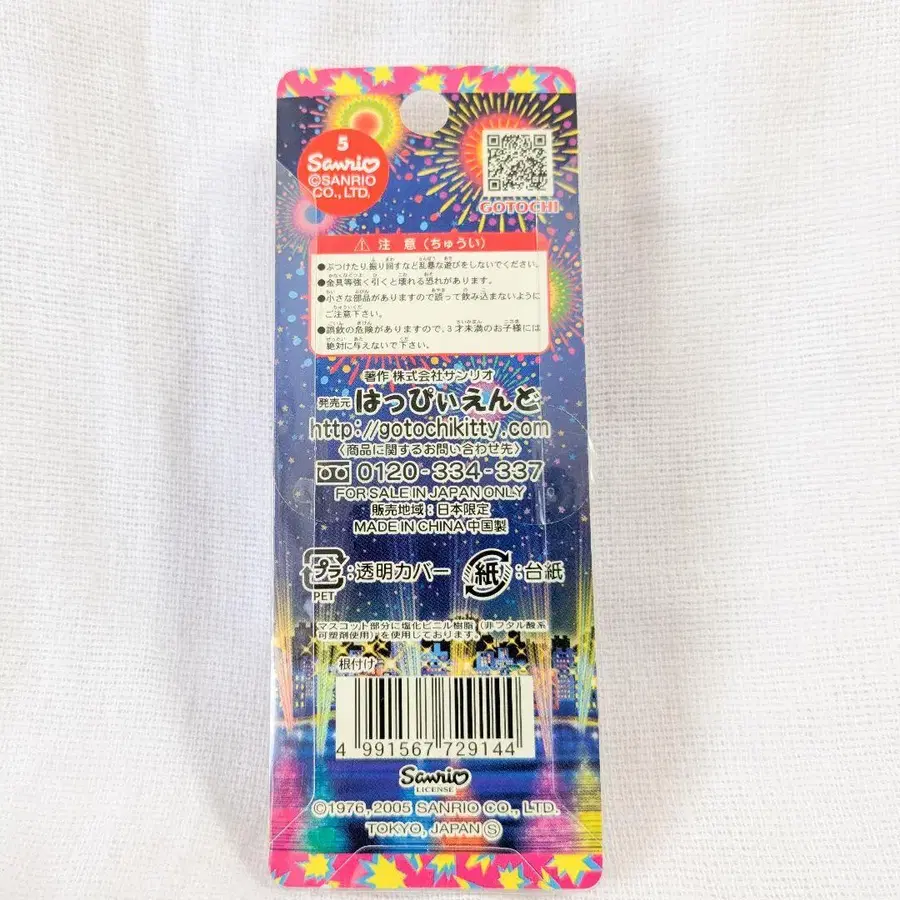 5
Sanrio
©SANRIO
CO., LTD.
GOTOCHI
⚠ 注 意 (ちゅうい)
●ぶつけたり振り回すなど乱暴な遊びをしないでください。
●金具等強く引くと壊れる恐れがあります。
●小さな部品がありますので誤って飲み込まないように
ご注意下さい。
●誤飲の危険がありますので、3才未満のお子様には
絶対に与えないで下さい。
著作 株式会社サンリオ
発売元 はっぴぃえんど
http://gotochikitty.com
〈商品に関するお問い合わせ先〉
0120-334-337
FOR SALE IN JAPAN ONLY
販売地域：日本限定
MADE IN CHINA 中国製
プラ：透明カバー 紙：台紙
PET
マスコット部分に塩化ビニル樹脂（非フタル酸系
可塑剤使用）を使用しております。
根付け
4 991567 729144
Sanrio
LICENSE
©1976, 2005 SANRIO CO., LTD.
TOKYO, JAPAN Ⓢ